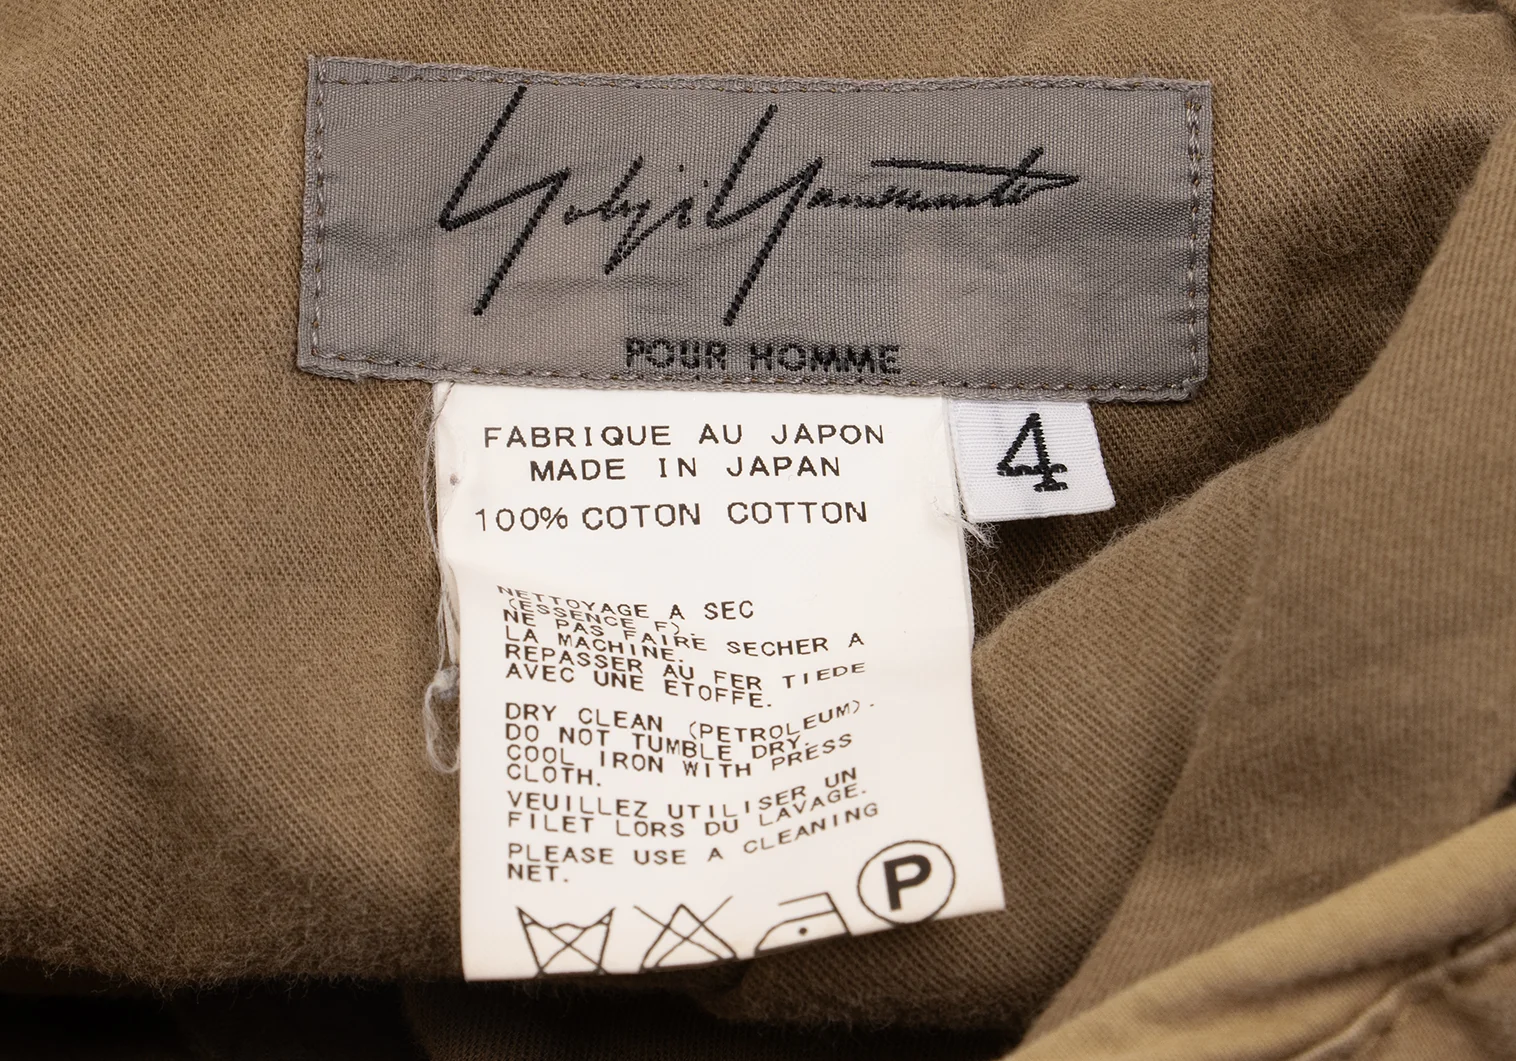 Yohji Yamamoto
POUR HOMME
4
FABRIQUE AU JAPON
MADE IN JAPAN
100% COTON COTTON
NETTOYAGE A SEC
(ESSENCE F).
NE PAS FAIRE SECHER A
LA MACHINE.
REPASSER AU FER TIEDE
AVEC UNE ETOFFE.
DRY CLEAN (PETROLEUM).
DO NOT TUMBLE DRY.
COOL IRON WITH PRESS
CLOTH.
VEUILLEZ UTILISER UN
FILET LORS DU LAVAGE.
PLEASE USE A CLEANING
NET.
P